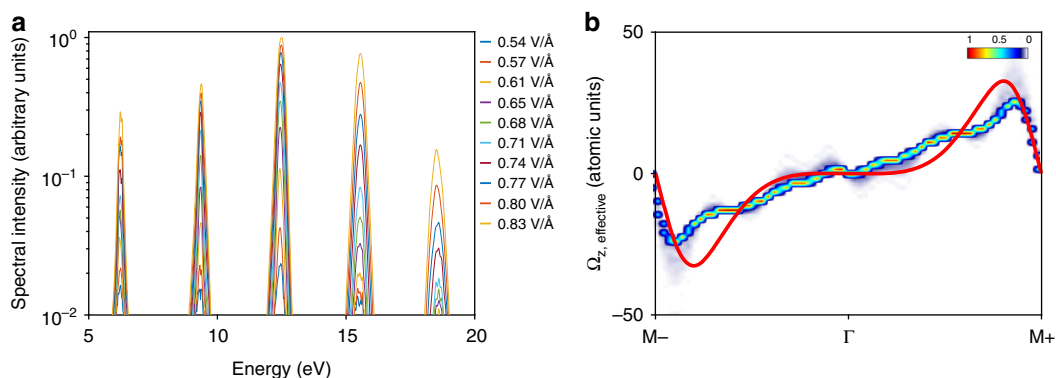 a
Spectral intensity (arbitrary units)
10⁰
10⁻¹
10⁻²
5
10
15
20
Energy (eV)
0.54 V/Å
0.57 V/Å
0.61 V/Å
0.65 V/Å
0.68 V/Å
0.71 V/Å
0.74 V/Å
0.77 V/Å
0.80 V/Å
0.83 V/Å
b
Ω_z, effective (atomic units)
50
0
−50
1 0.5 0
M−
Γ
M+